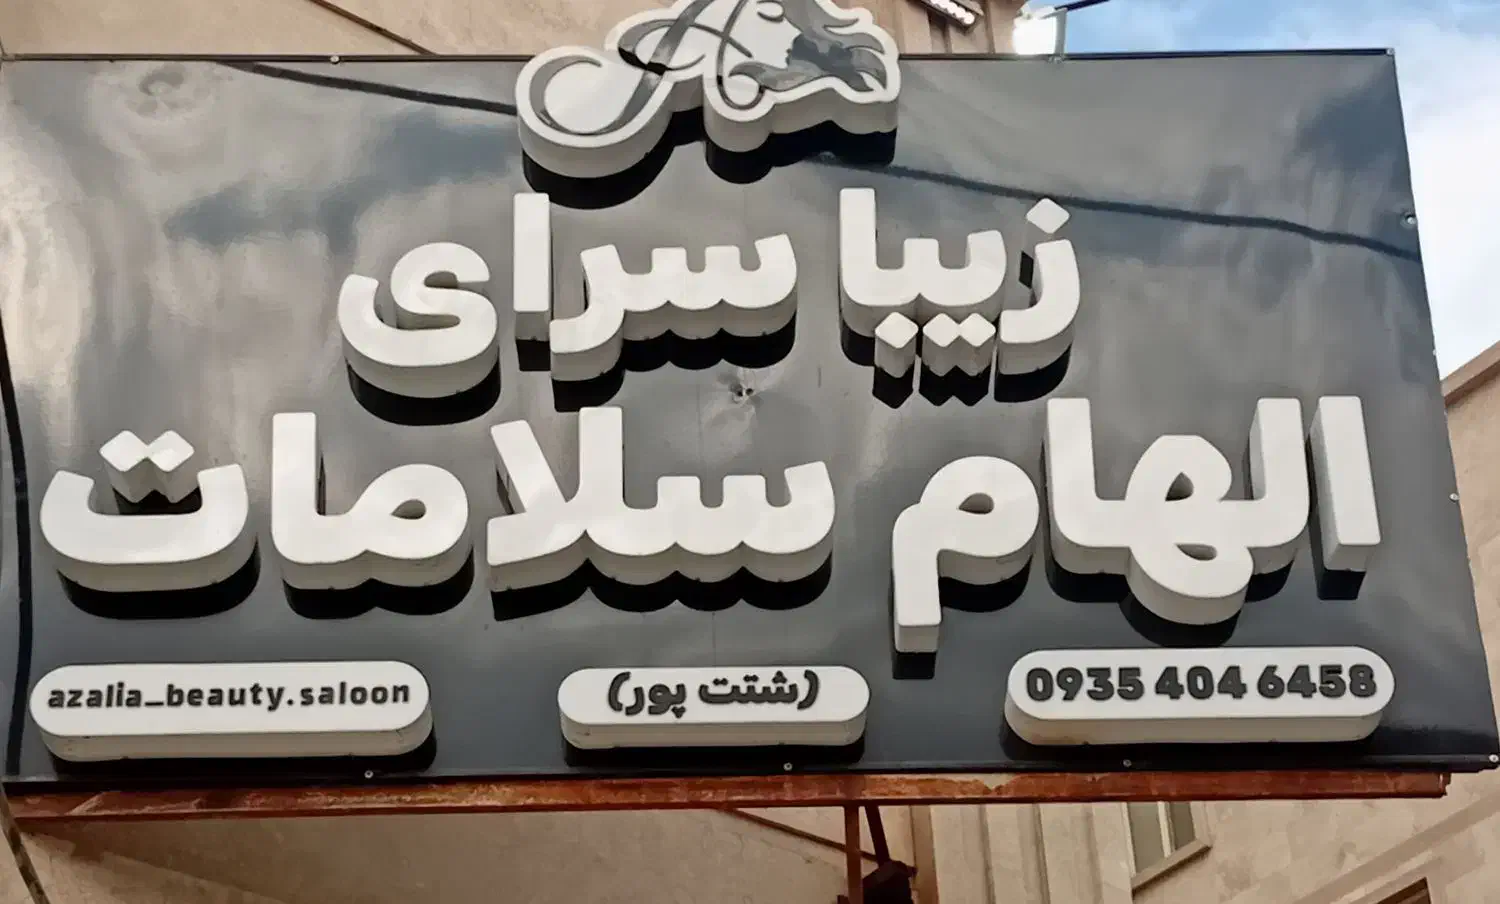 زیبا سرای
الهام سلامات
0935 404 6458
(شتت پور)
azalia_beauty.saloon